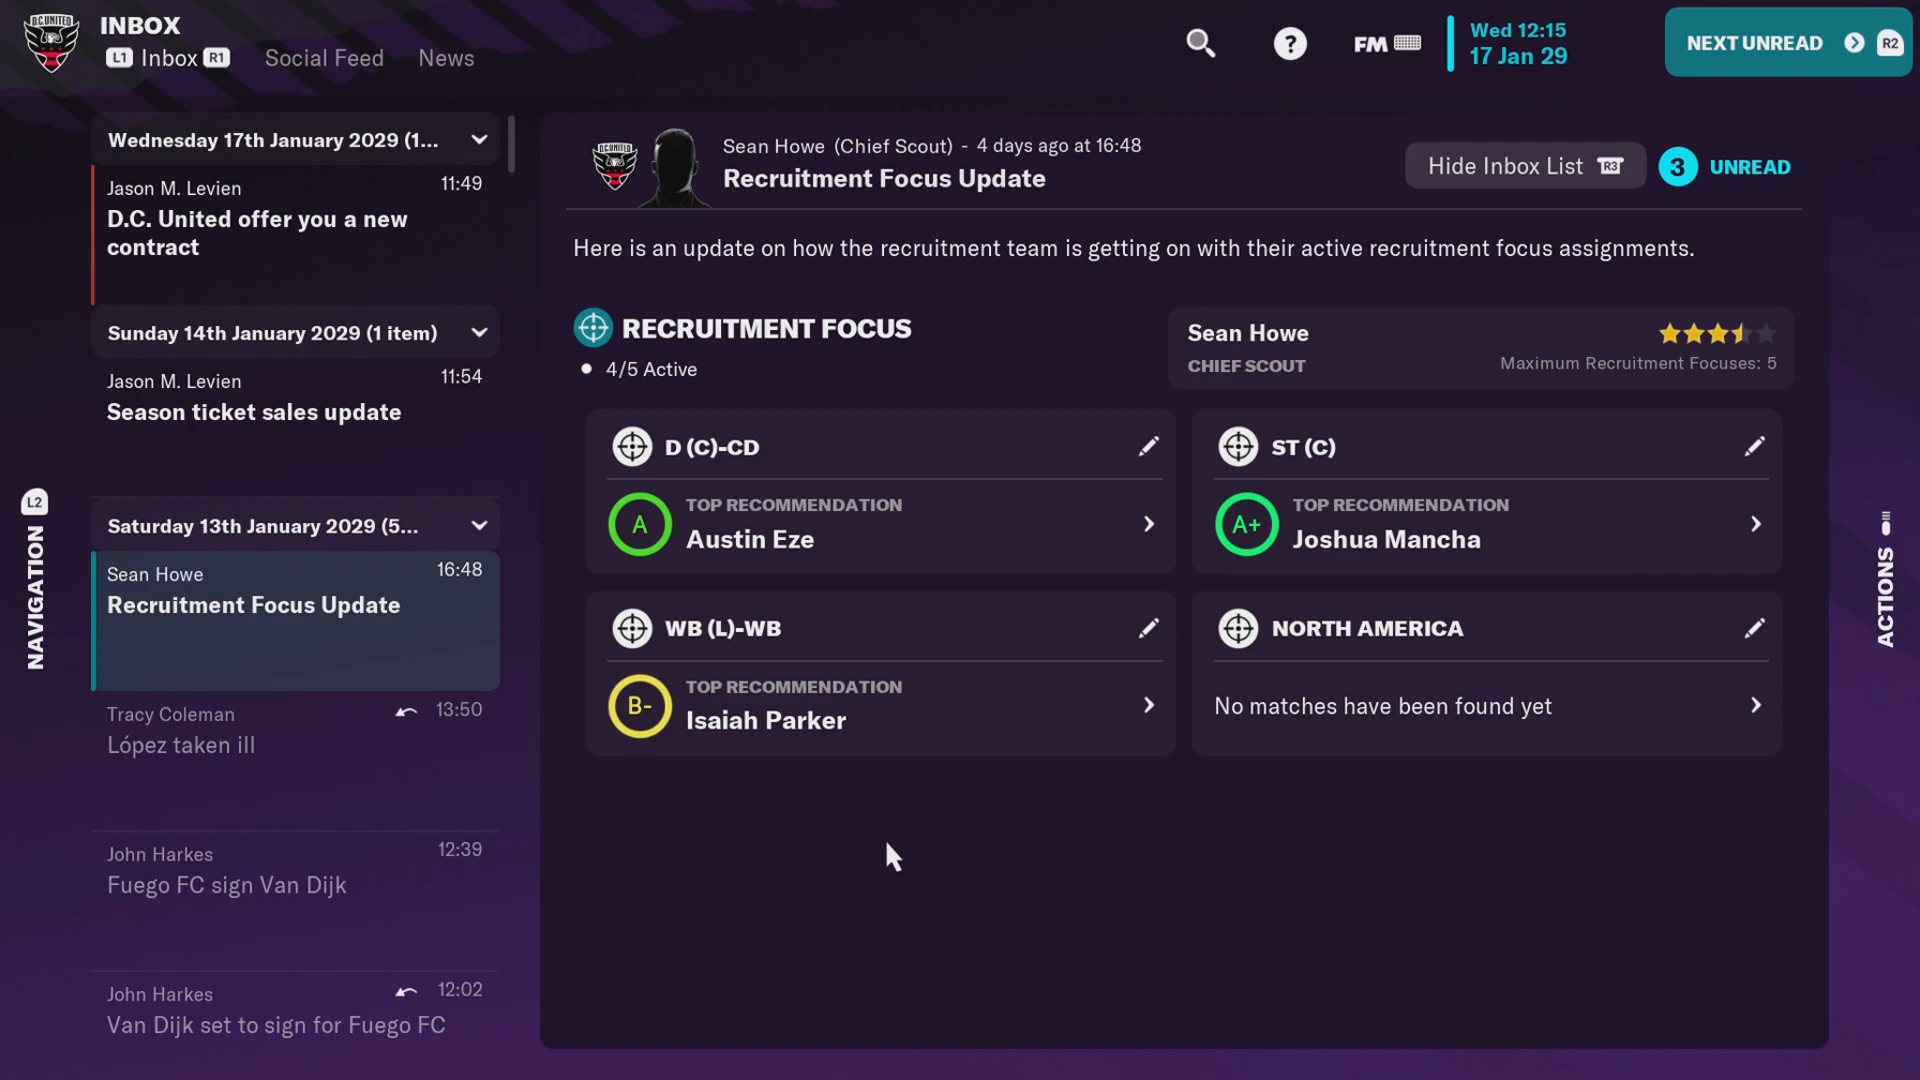 D.C. UNITED
INBOX
L1 Inbox R1
Social Feed
News
?
FM
Wed 12:15
17 Jan 29
NEXT UNREAD
R2
Wednesday 17th January 2029 (1...
Jason M. Levien
11:49
D.C. United offer you a new
contract
Sunday 14th January 2029 (1 item)
Jason M. Levien
11:54
Season ticket sales update
Saturday 13th January 2029 (5...
Sean Howe
16:48
Recruitment Focus Update
Tracy Coleman
13:50
López taken ill
John Harkes
12:39
Fuego FC sign Van Dijk
John Harkes
12:02
Van Dijk set to sign for Fuego FC
L2
NAVIGATION
D.C. UNITED
Sean Howe (Chief Scout) - 4 days ago at 16:48
Recruitment Focus Update
Hide Inbox List R3
3 UNREAD
Here is an update on how the recruitment team is getting on with their active recruitment focus assignments.
RECRUITMENT FOCUS
4/5 Active
Sean Howe
CHIEF SCOUT
Maximum Recruitment Focuses: 5
D (C)-CD
TOP RECOMMENDATION
A
Austin Eze
ST (C)
TOP RECOMMENDATION
A+
Joshua Mancha
WB (L)-WB
TOP RECOMMENDATION
B-
Isaiah Parker
NORTH AMERICA
No matches have been found yet
ACTIONS